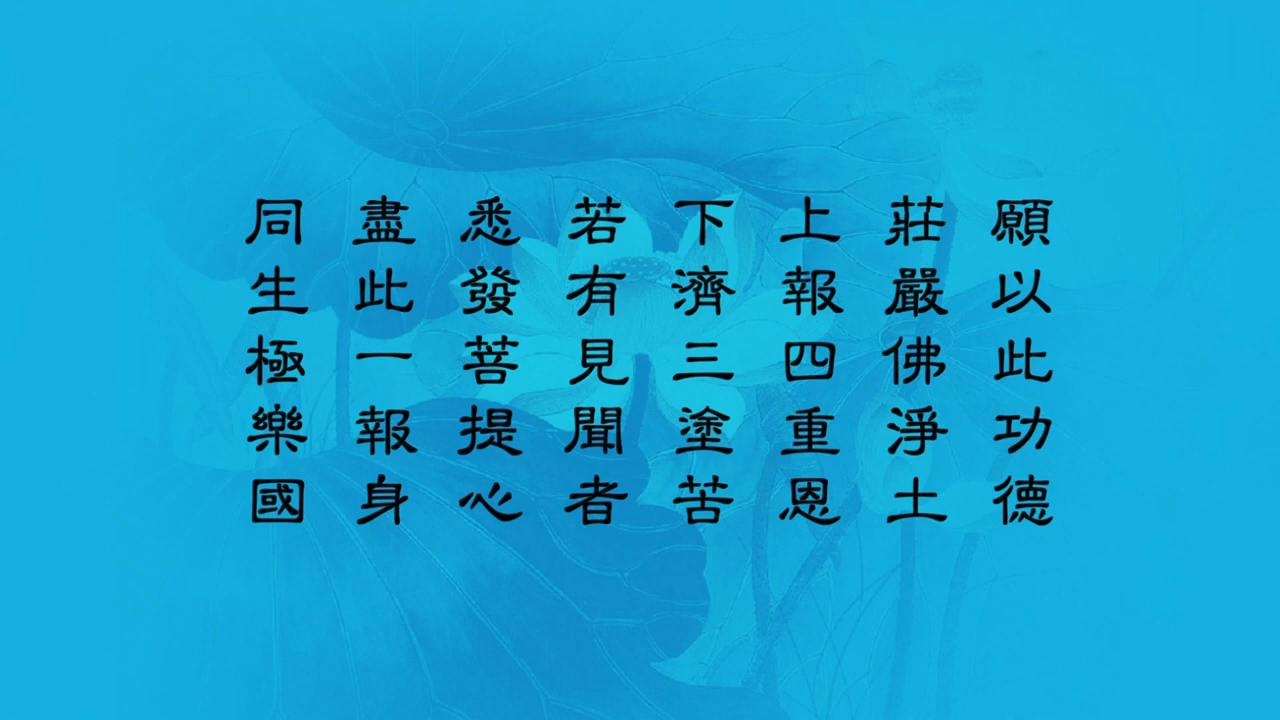 願以此功德
莊嚴佛淨土
上報四重恩
下濟三塗苦
若有見聞者
悉發菩提心
盡此一報身
同生極樂國